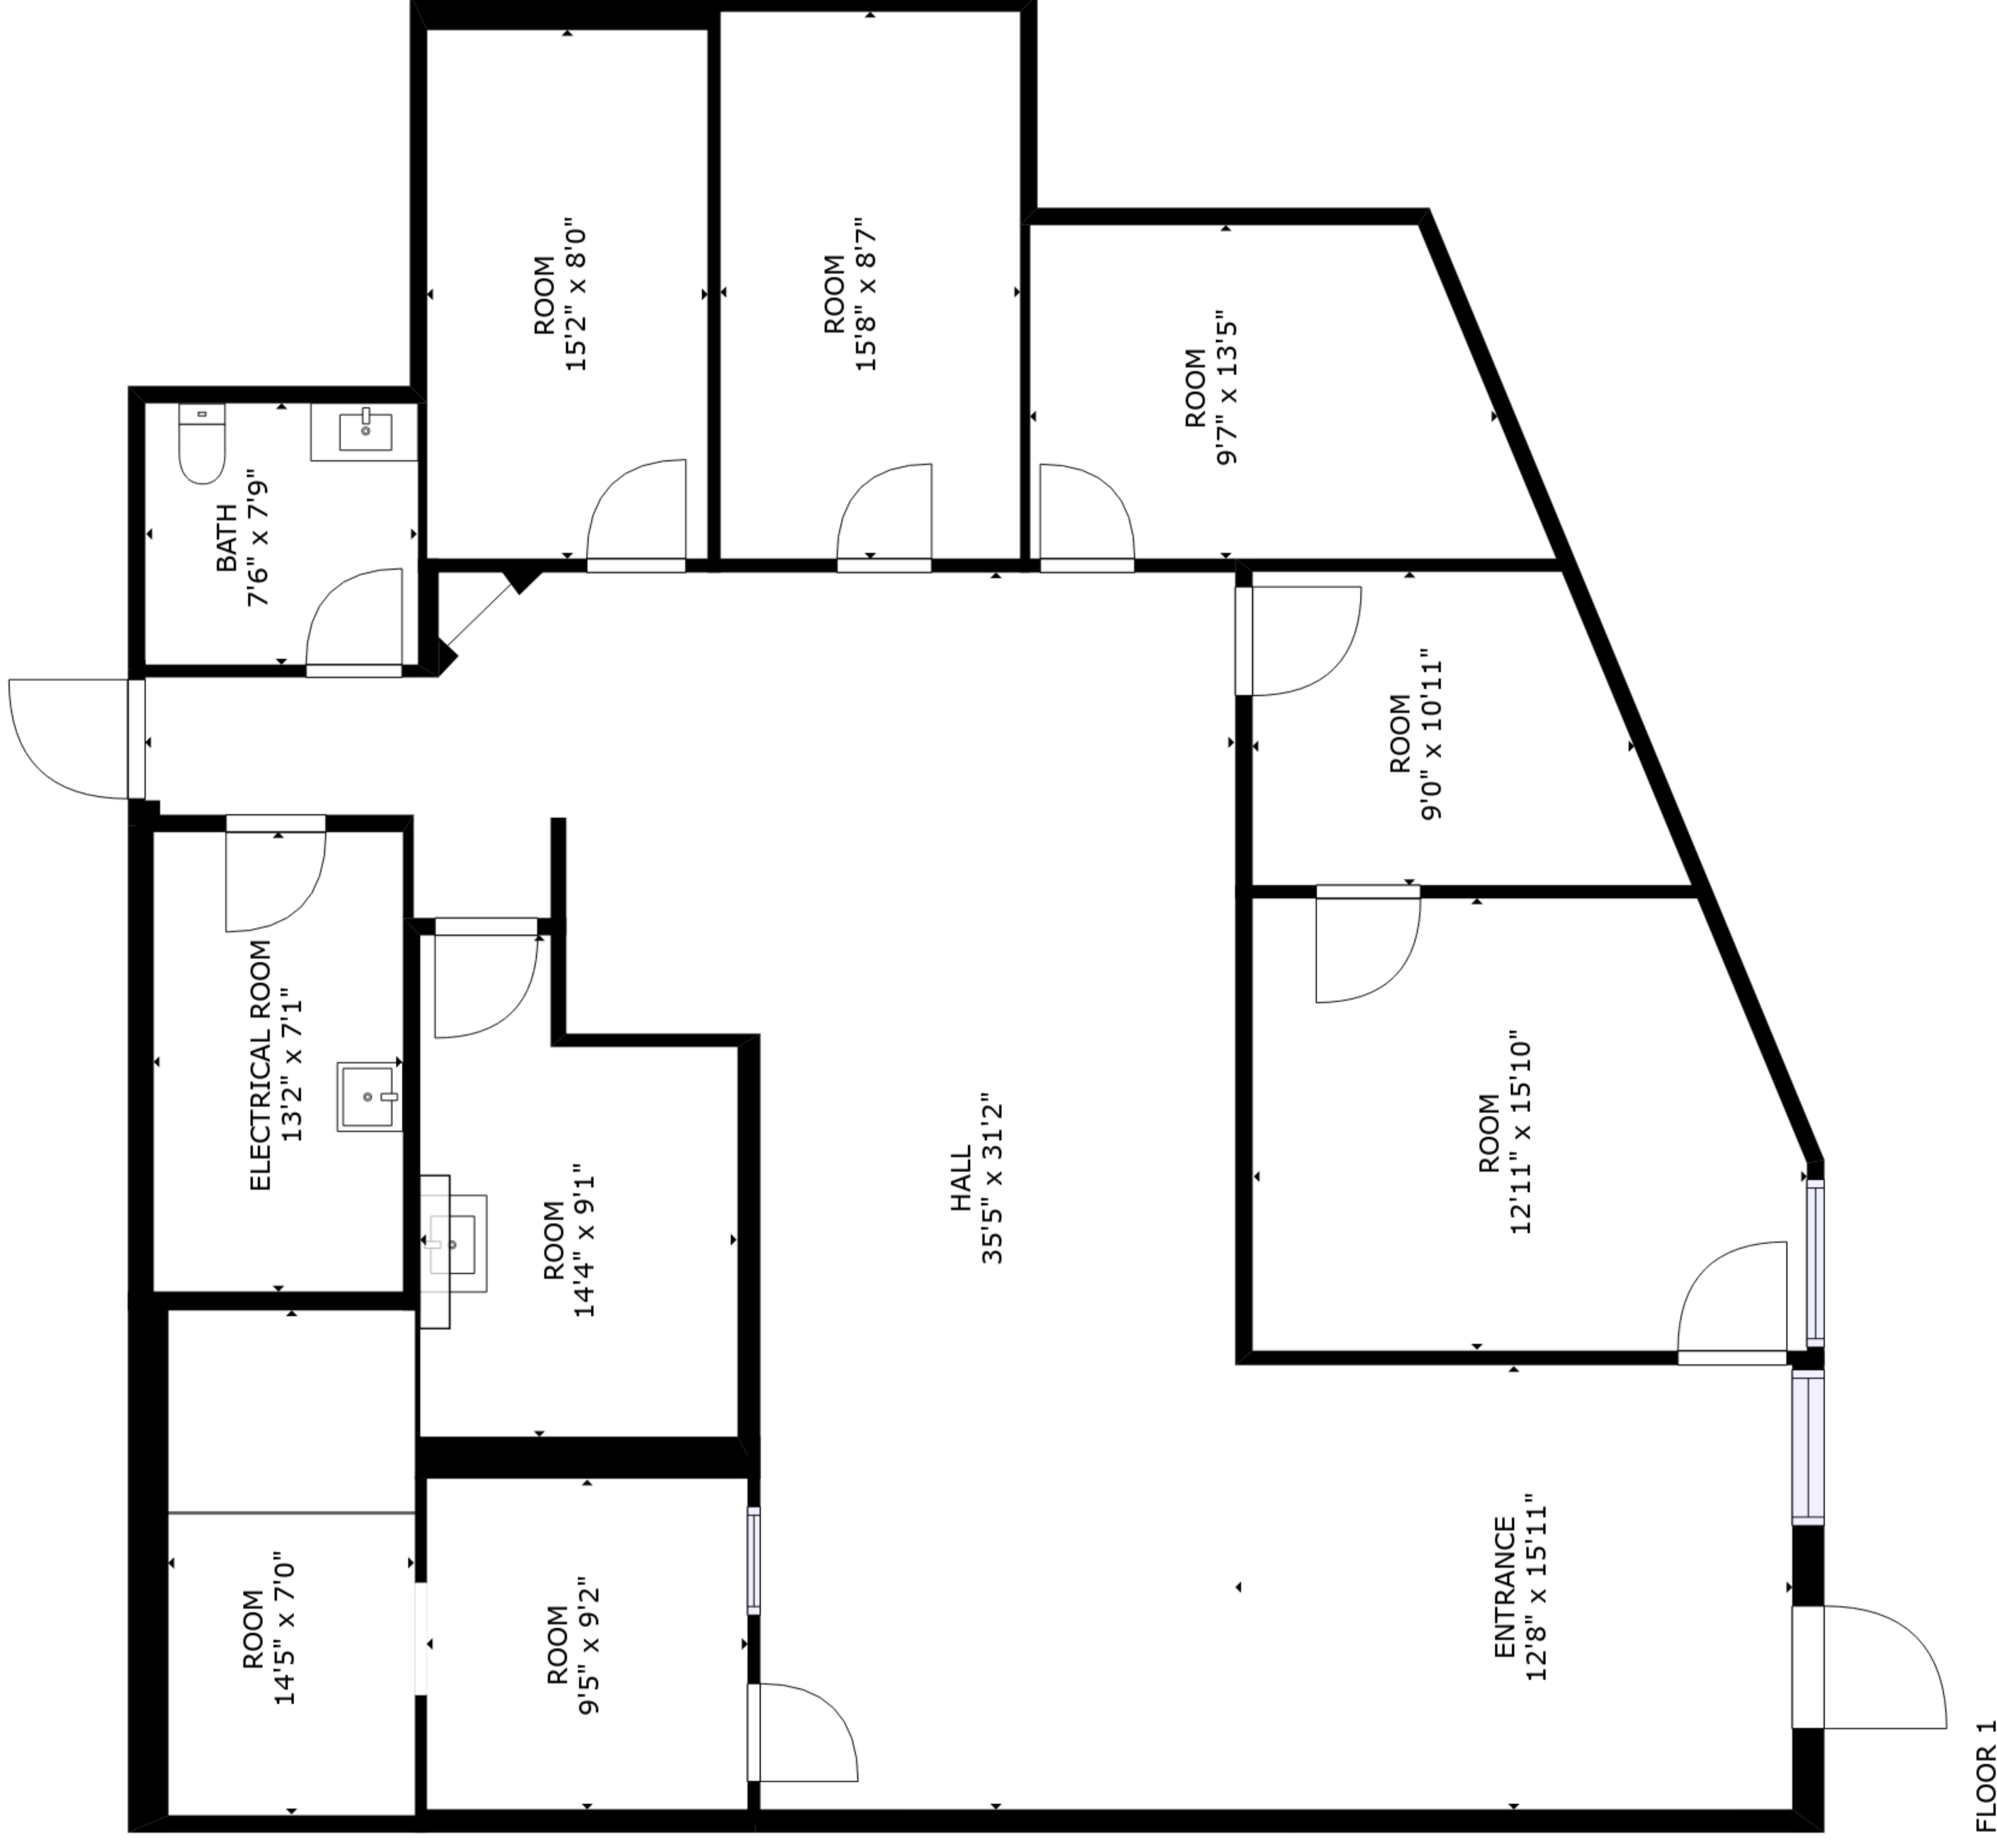 BATH
7'6" x 7'9"
ROOM
15'2" x 8'0"
ROOM
15'8" x 8'7"
ROOM
9'7" x 13'5"
ROOM
9'0" x 10'11"
ELECTRICAL ROOM
13'2" x 7'1"
ROOM
14'4" x 9'1"
HALL
35'5" x 31'2"
ROOM
12'11" x 15'10"
ROOM
14'5" x 7'0"
ROOM
9'5" x 9'2"
ENTRANCE
12'8" x 15'11"
FLOOR 1